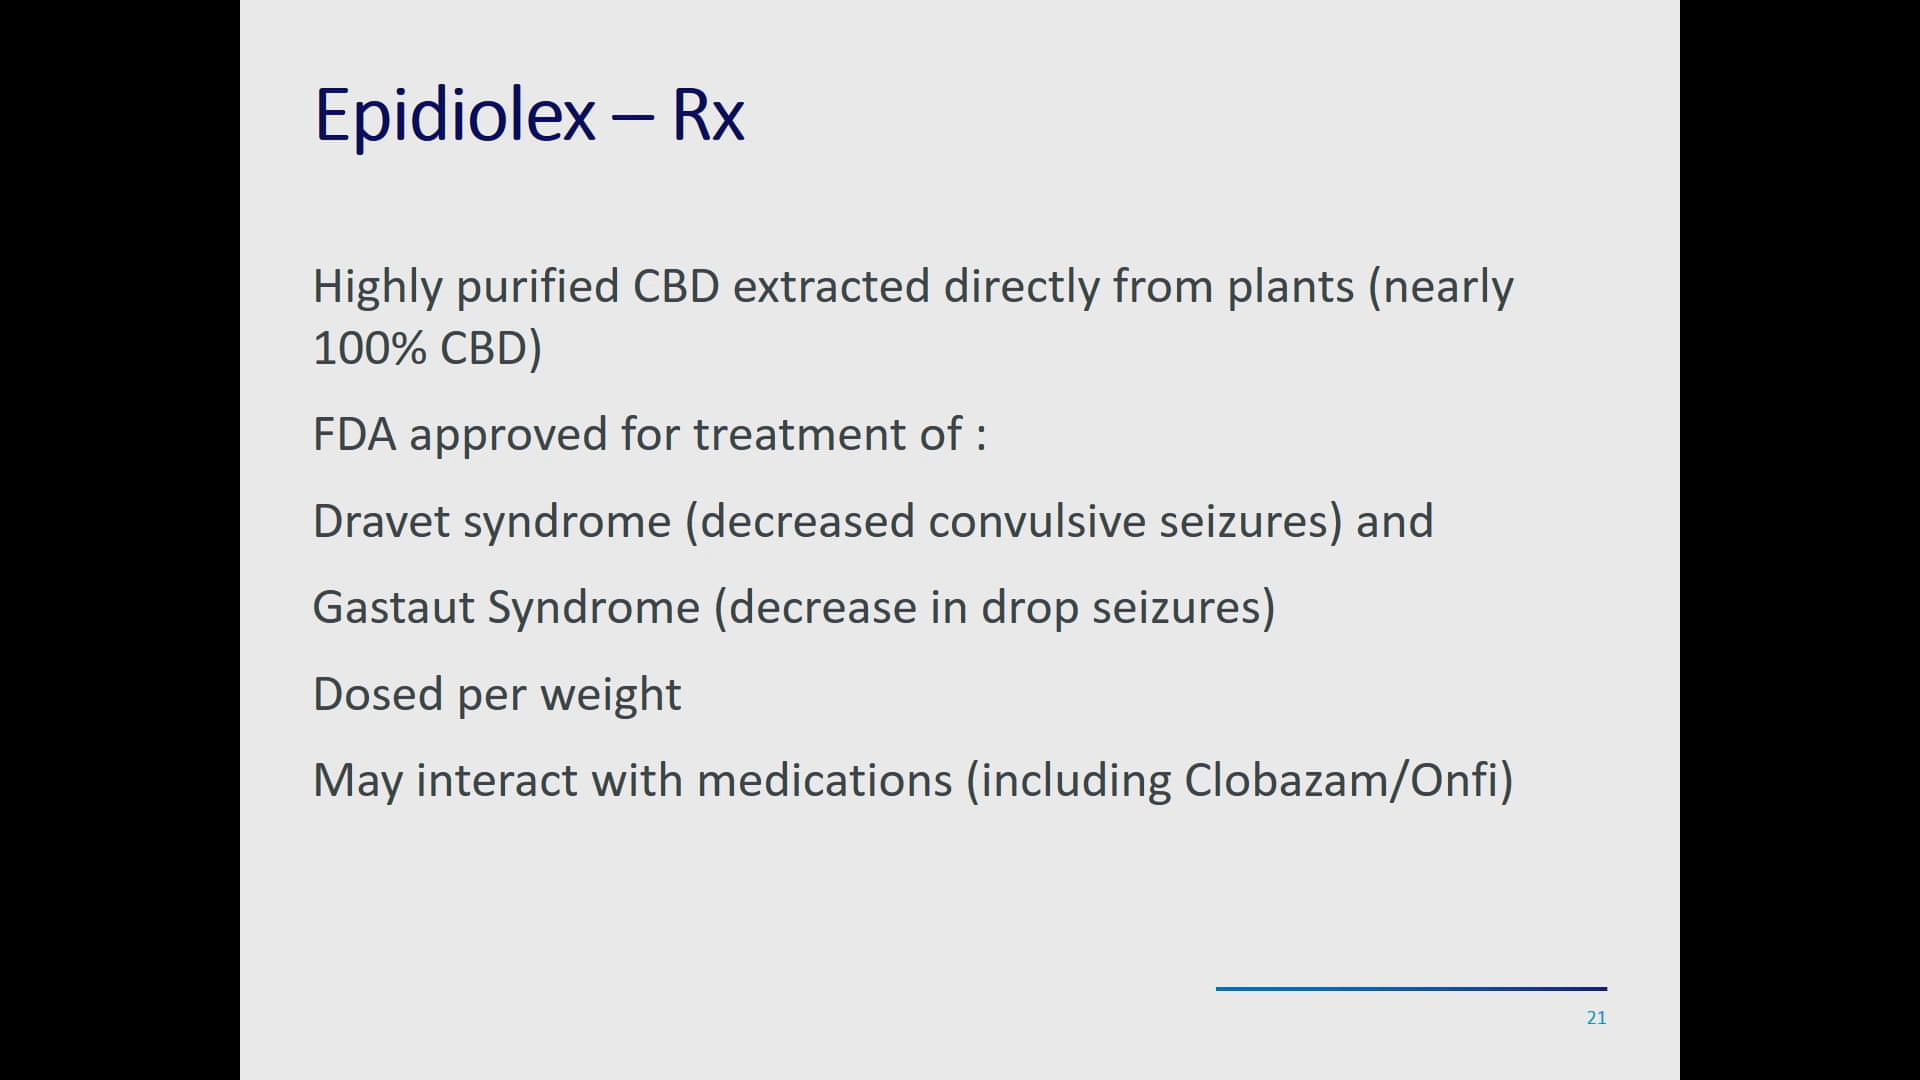 Epidiolex – Rx
Highly purified CBD extracted directly from plants (nearly
100% CBD)
FDA approved for treatment of :
Dravet syndrome (decreased convulsive seizures) and
Gastaut Syndrome (decrease in drop seizures)
Dosed per weight
May interact with medications (including Clobazam/Onfi)
21